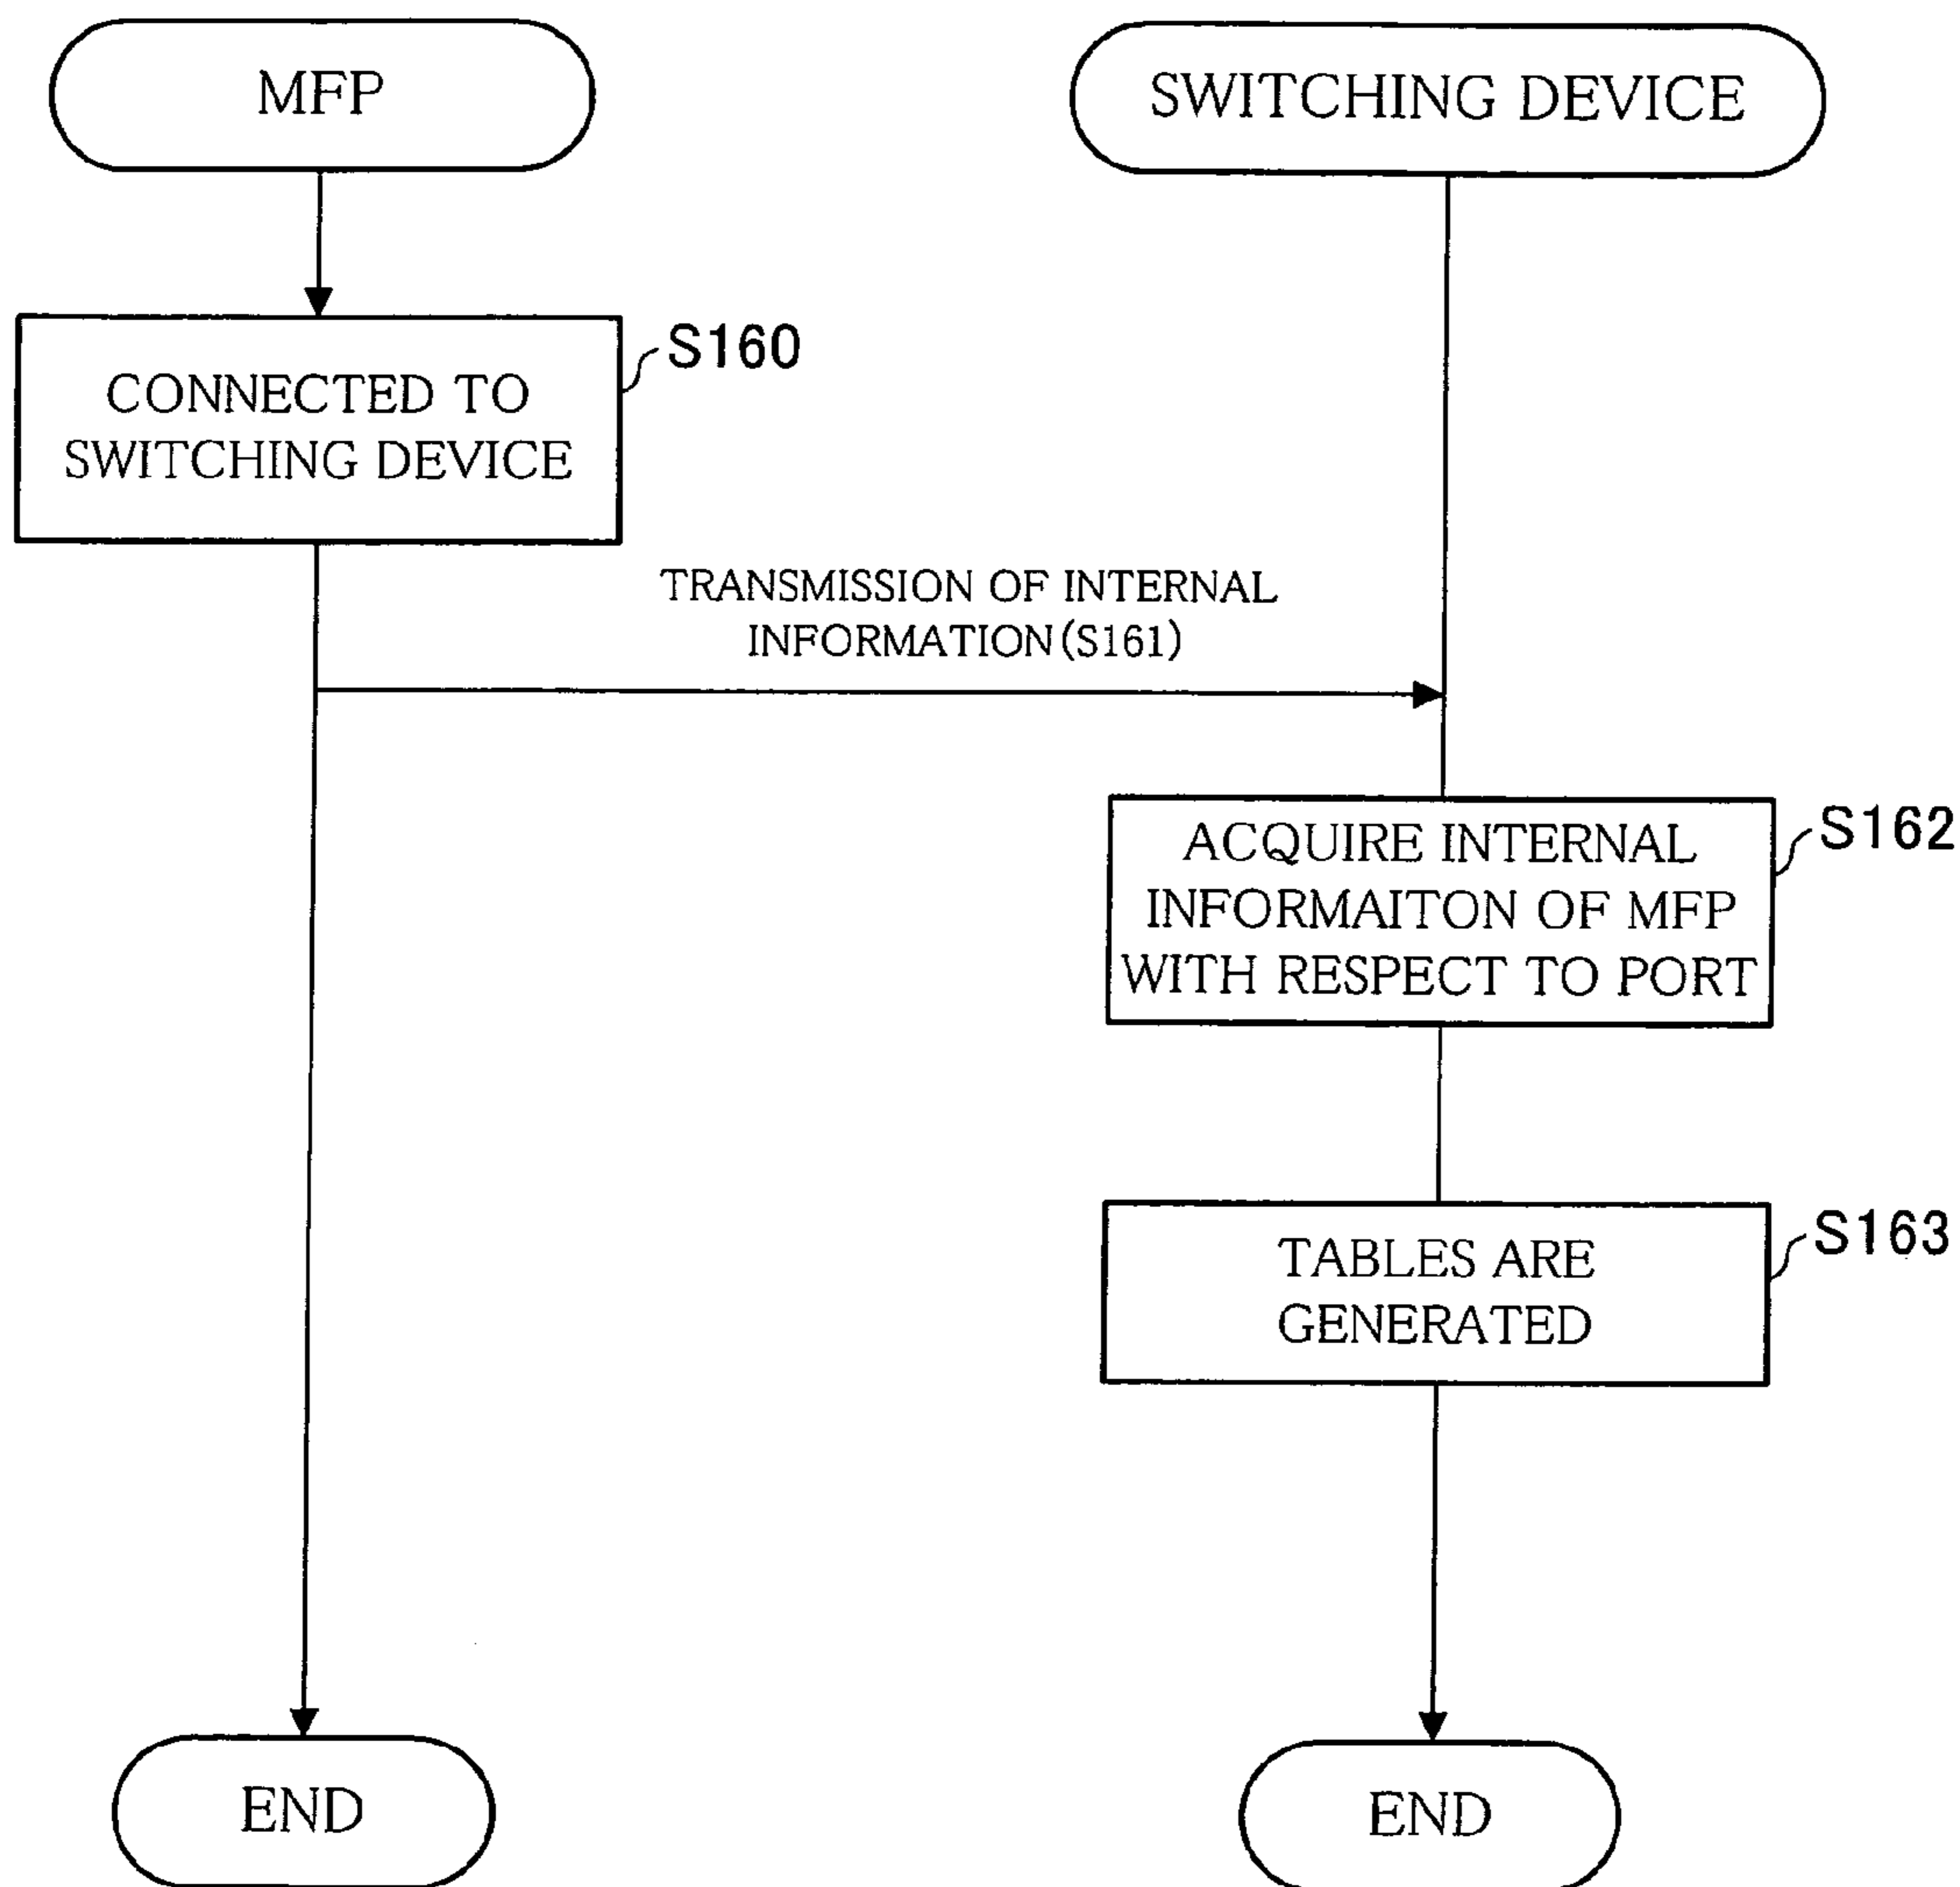 MFP
SWITCHING DEVICE
S160
CONNECTED TO
SWITCHING DEVICE
TRANSMISSION OF INTERNAL
INFORMATION(S161)
S162
ACQUIRE INTERNAL
INFORMAITON OF MFP
WITH RESPECT TO PORT
S163
TABLES ARE
GENERATED
END
END